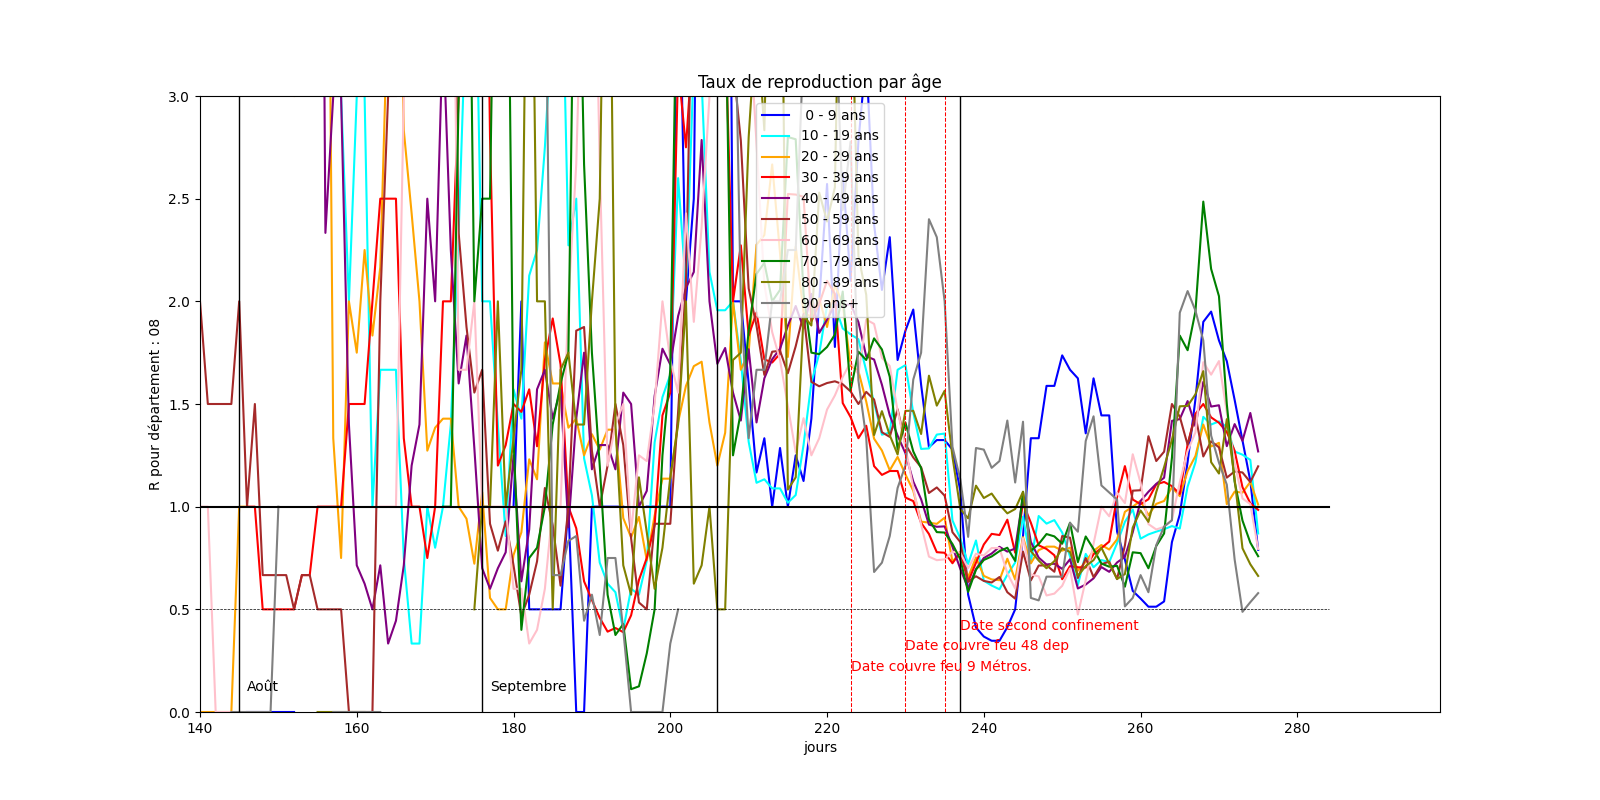 Taux de reproduction par âge
R pour département : 08
3.0
2.5
2.0
1.5
1.0
0.5
0.0
0 - 9 ans
10 - 19 ans
20 - 29 ans
30 - 39 ans
40 - 49 ans
50 - 59 ans
60 - 69 ans
70 - 79 ans
80 - 89 ans
90 ans+
Date second confinement
Date couvre feu 48 dep
Date couvre feu 9 Métros.
Août
Septembre
140 160 180 200 220 240 260 280
jours